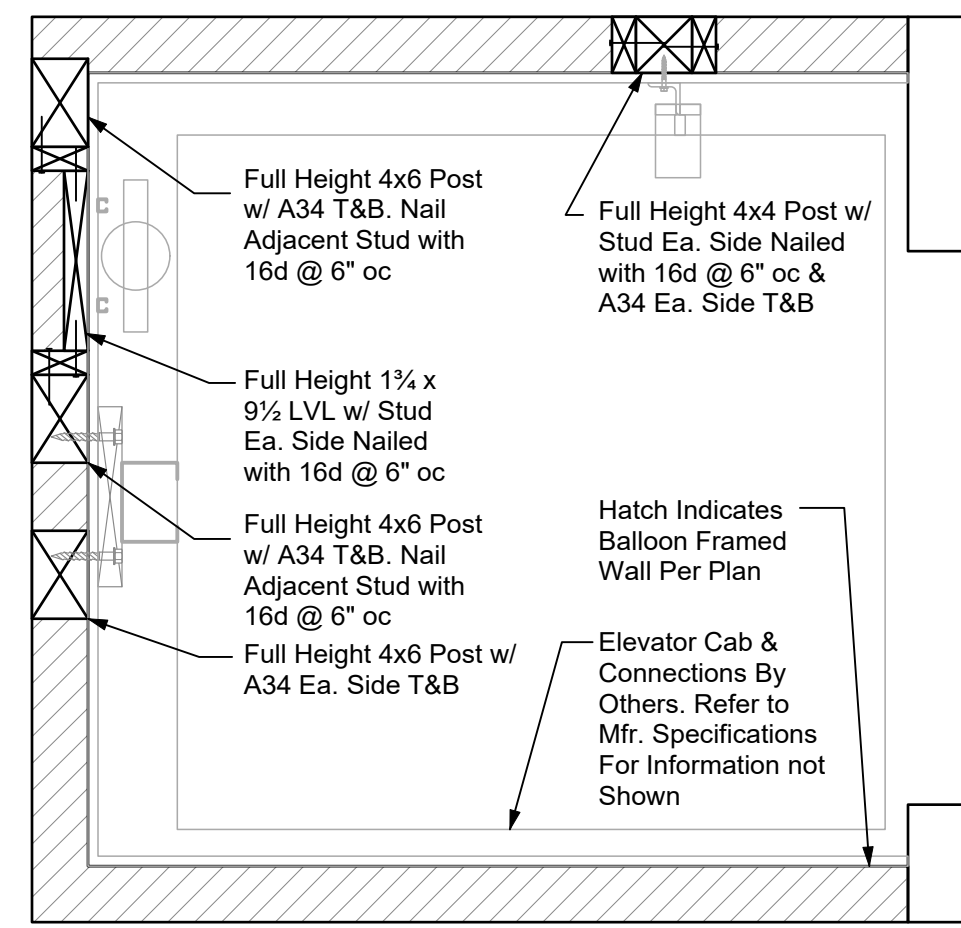 Full Height 4x6 Post
w/ A34 T&B. Nail
Adjacent Stud with
16d @ 6" oc
Full Height 4x4 Post w/
Stud Ea. Side Nailed
with 16d @ 6" oc &
A34 Ea. Side T&B
Full Height 1¾ x
9½ LVL w/ Stud
Ea. Side Nailed
with 16d @ 6" oc
Full Height 4x6 Post
w/ A34 T&B. Nail
Adjacent Stud with
16d @ 6" oc
Full Height 4x6 Post w/
A34 Ea. Side T&B
Hatch Indicates
Balloon Framed
Wall Per Plan
Elevator Cab &
Connections By
Others. Refer to
Mfr. Specifications
For Information not
Shown